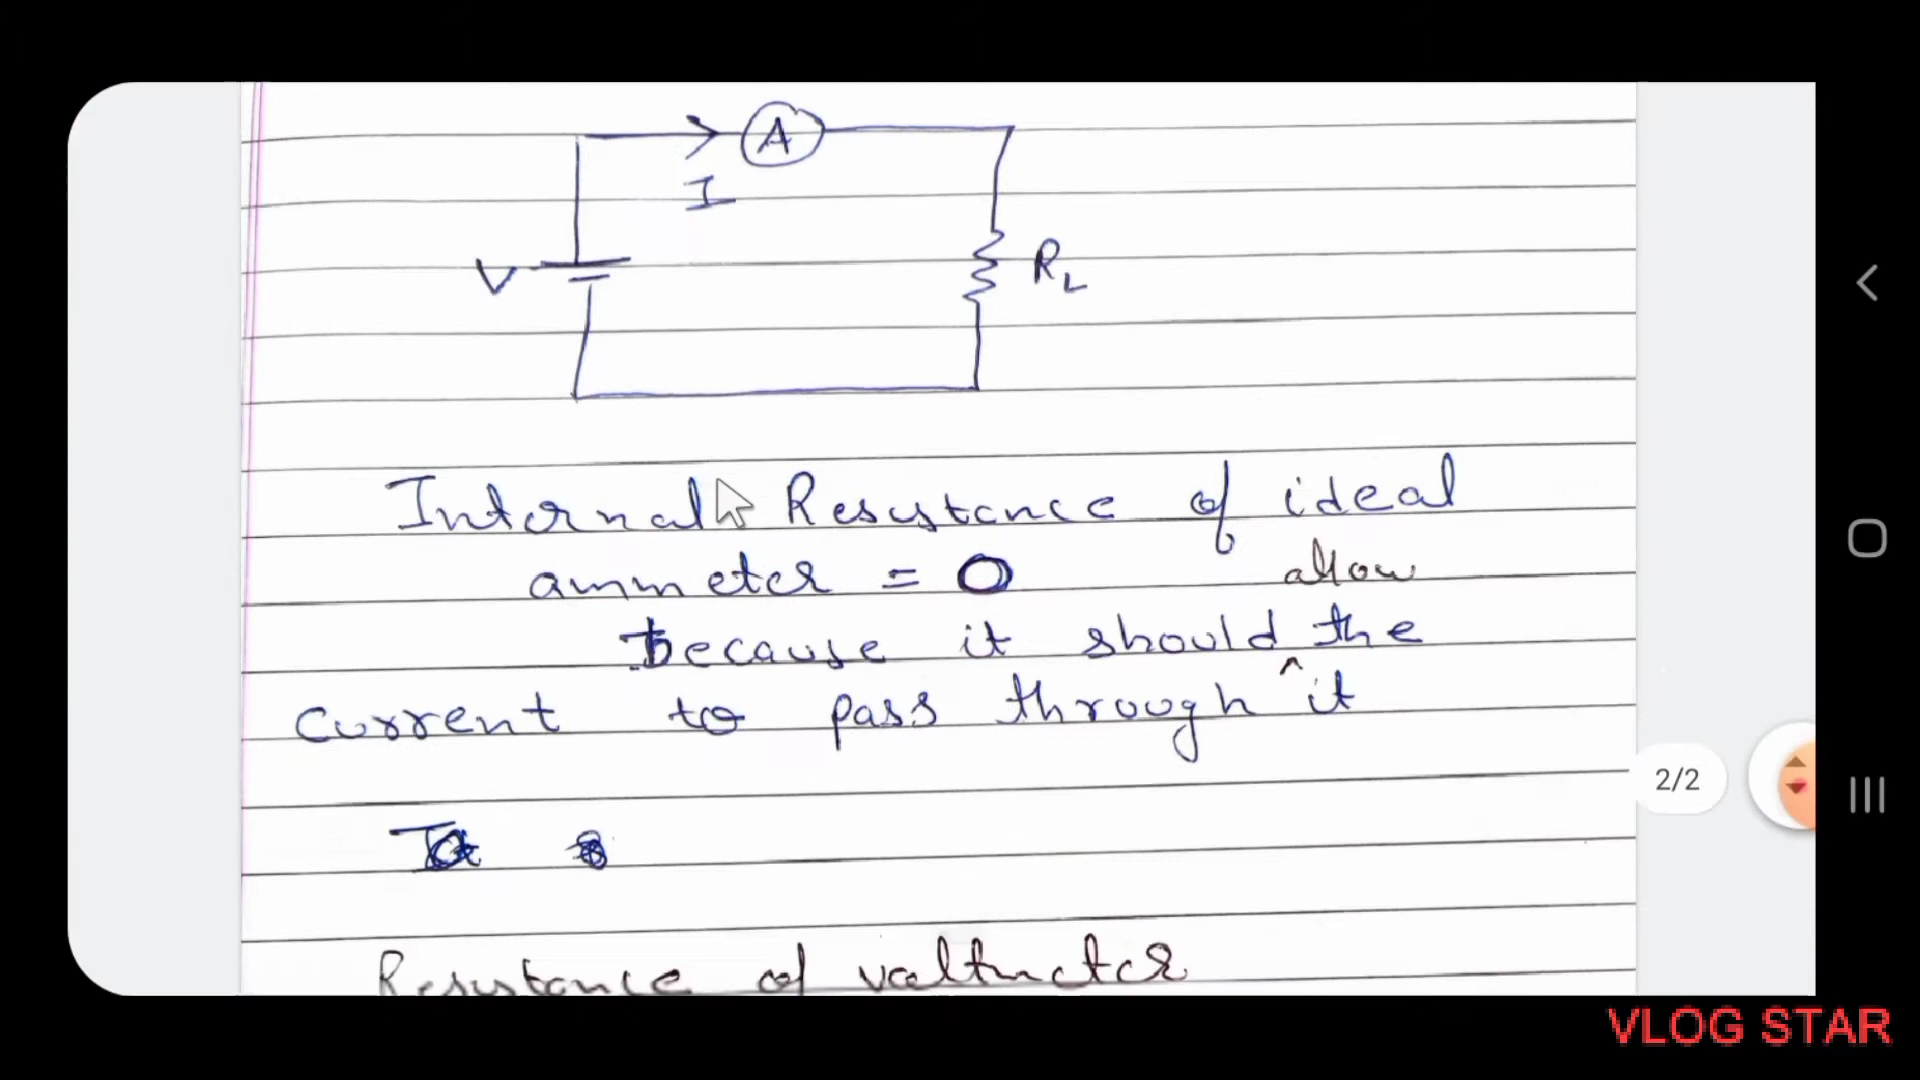 A
I
V
RL
Internal Resistance of ideal
ammeter = 0 allow
because it should ^ the
current to pass through it
2/2
Resistance of voltmeter
VLOG STAR